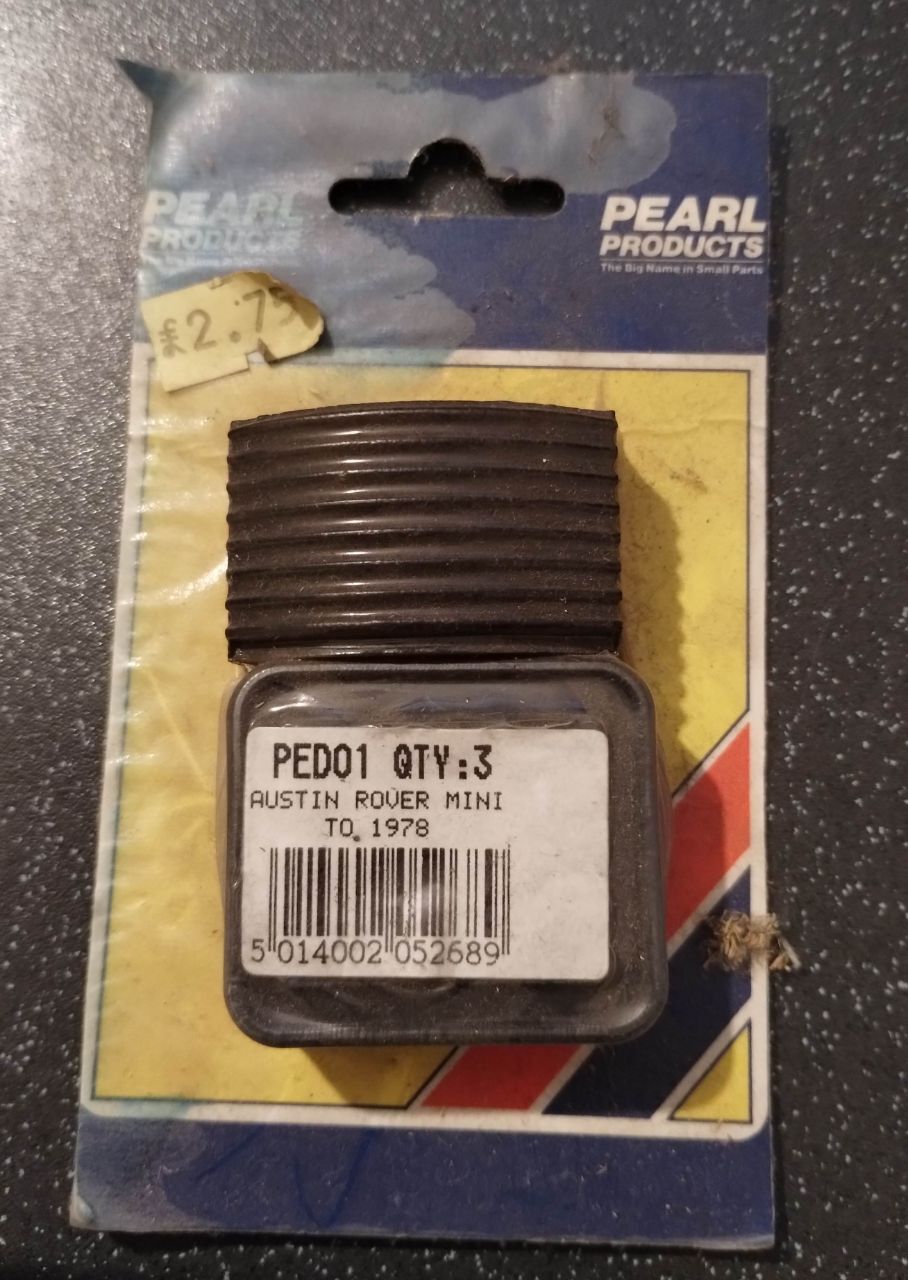 PEARL
PRODUCTS
PEARL
PRODUCTS
The Big Name in Small Parts
£2.75
PED01 QTY:3
AUSTIN ROVER MINI
TO 1978
5 014002 052689